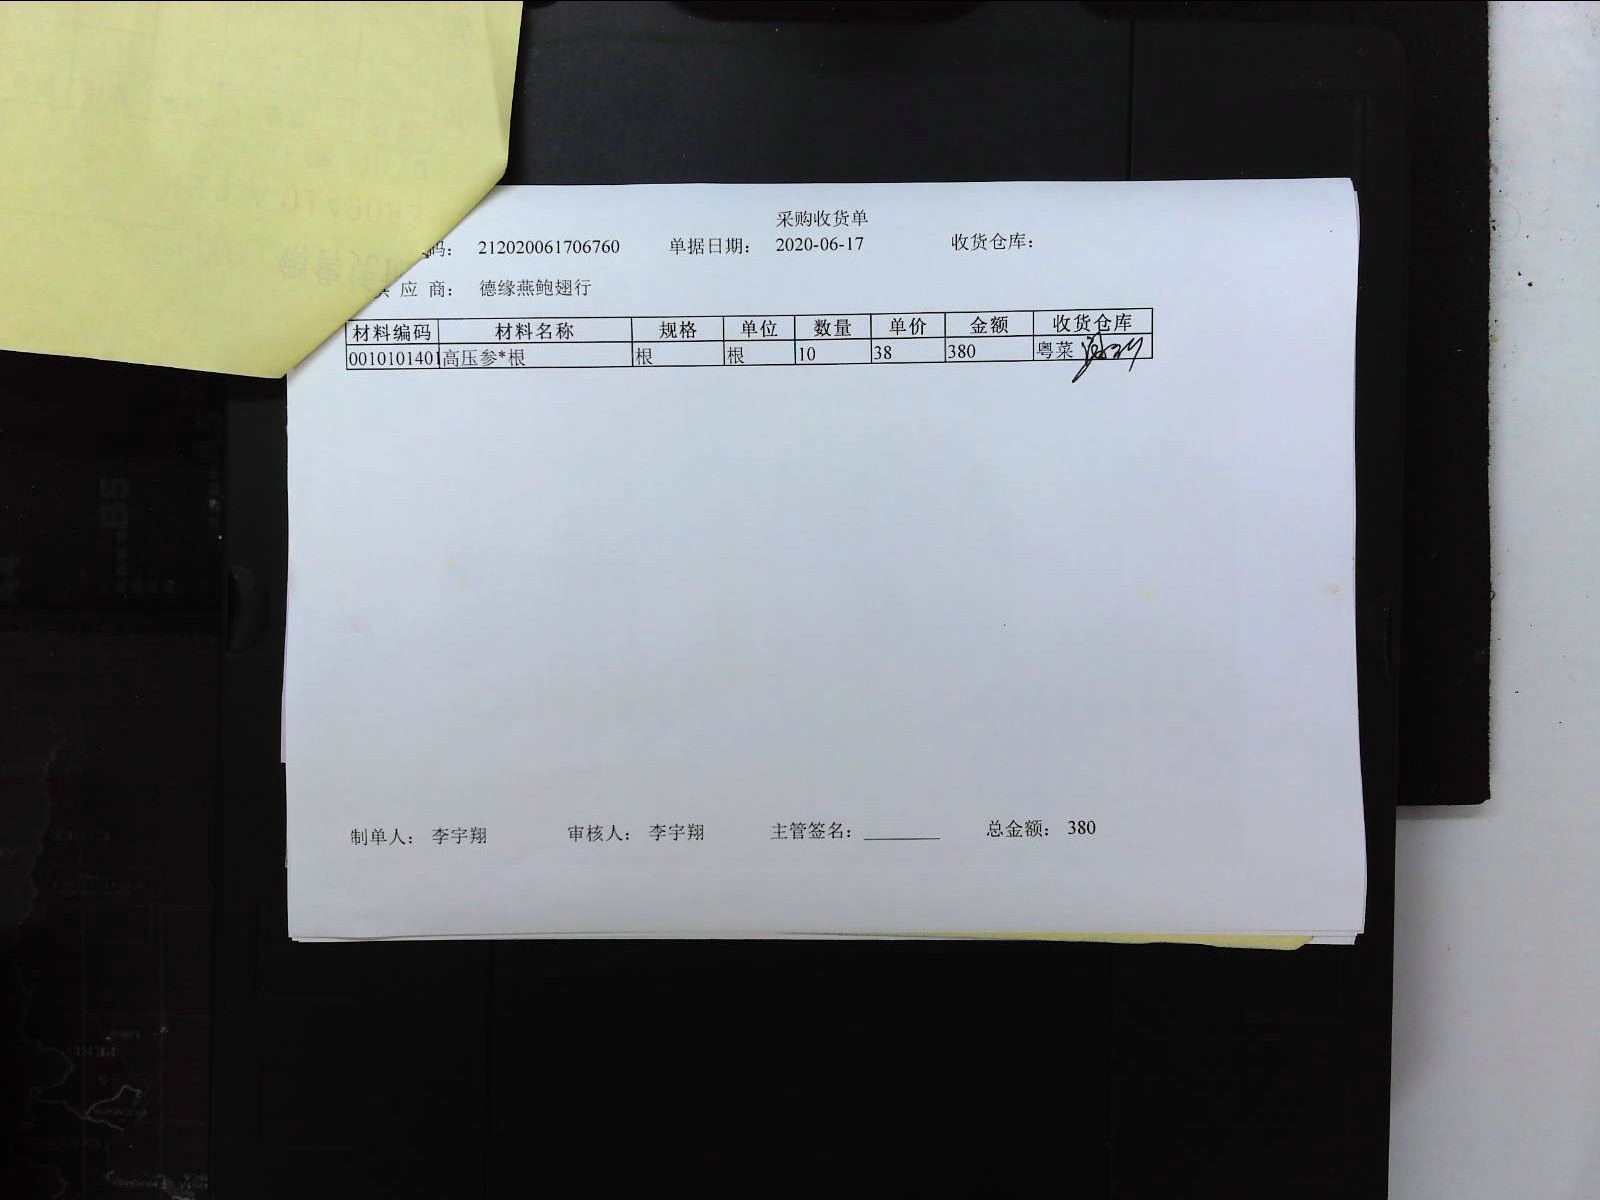 采购收货单
码： 212020061706760 单据日期： 2020-06-17 收货仓库：
供 应 商： 德缘燕鲍翅行
材料编码 材料名称 规格 单位 数量 单价 金额 收货仓库
0010101401 高压参*根 根 根 10 38 380 粤菜
制单人： 李宇翔 审核人： 李宇翔 主管签名： 总金额： 380